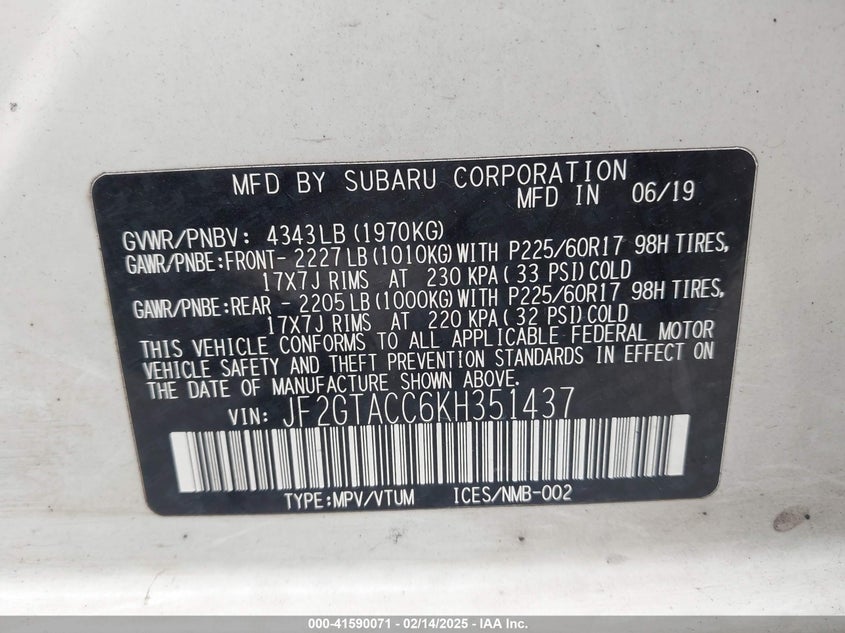 MFD BY SUBARU CORPORATION
MFD IN 06/19
GVWR/PNBV: 4343LB(1970KG)
GAWR/PNBE:FRONT- 2227LB(1010KG)WITH P225/60R17 98H TIRES,
17X7J RIMS AT 230 KPA( 33 PSI)COLD
GAWR/PNBE:REAR - 2205LB(1000KG)WITH P225/60R17 98H TIRES,
17X7J RIMS AT 220 KPA( 32 PSI)COLD
THIS VEHICLE CONFORMS TO ALL APPLICABLE FEDERAL MOTOR
VEHICLE SAFETY AND THEFT PREVENTION STANDARDS IN EFFECT ON
THE DATE OF MANUFACTURE SHOWN ABOVE.
VIN: JF2GTACC6KH351437
TYPE:MPV/VTUM ICES/NMB-002
000-41590071 - 02/14/2025 - IAA Inc.